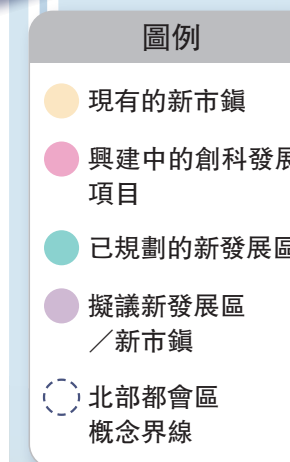 圖例
現有的新市鎮
興建中的創科發展
項目
已規劃的新發展區
擬議新發展區
／新市鎮
北部都會區
概念界線